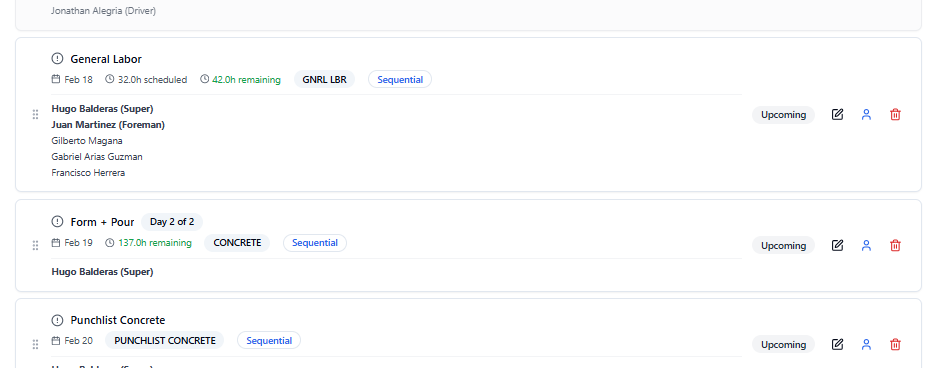 Jonathan Alegria (Driver)
General Labor
Feb 18 32.0h scheduled 42.0h remaining GNRL LBR Sequential
Hugo Balderas (Super)
Juan Martinez (Foreman)
Upcoming
Gilberto Magana
Gabriel Arias Guzman
Francisco Herrera
Form + Pour Day 2 of 2
Feb 19 137.0h remaining CONCRETE Sequential
Upcoming
Hugo Balderas (Super)
Punchlist Concrete
Feb 20 PUNCHLIST CONCRETE Sequential
Upcoming